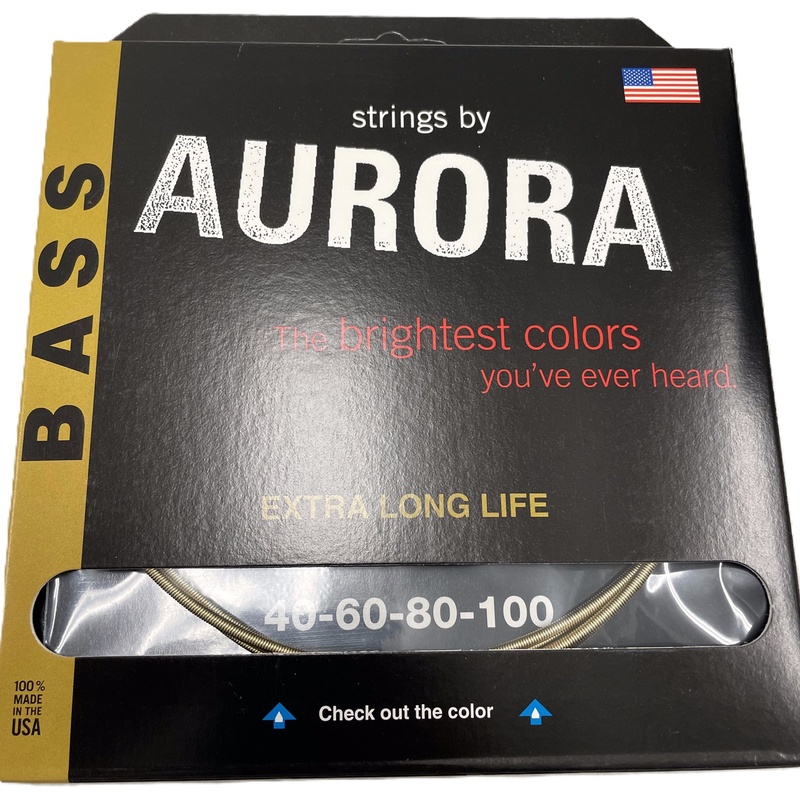 BASS
strings by
AURORA
The brightest colors
you've ever heard.
EXTRA LONG LIFE
40-60-80-100
100%
MADE
IN THE
USA
Check out the color